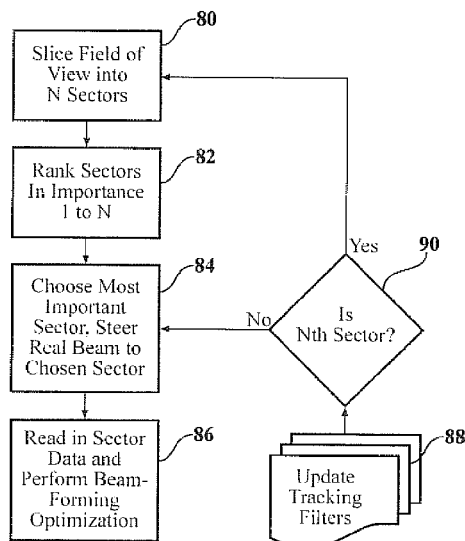 80
Slice Field of
View into
N Sectors
82
Rank Sectors
In Importance
1 to N
84
Choose Most
Important
Sector, Steer
Real Beam to
Chosen Sector
86
Read in Sector
Data and
Perform Beam-
Forming
Optimization
88
Update
Tracking
Filters
90
Is
Nth Sector?
Yes
No